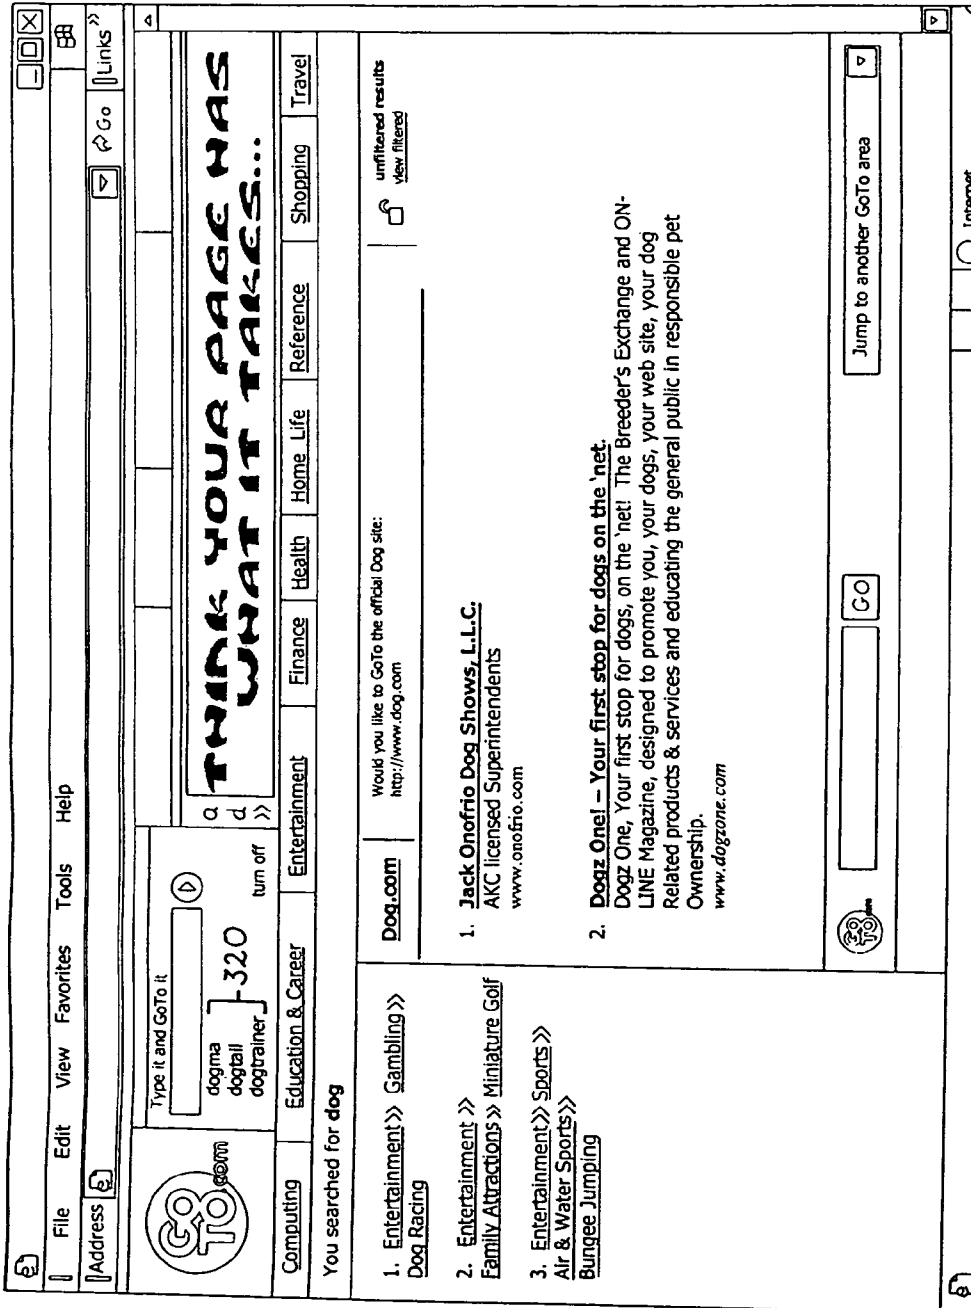 File Edit View Favorites Tools Help
Address Go Links »
GO TO.com
Type it and GoTo it
dogma
dogtail
dogtrainer
320
turn off
a
d
»
THINK YOUR PAGE HAS
WHAT IT TAKES...
Computing Education & Career Entertainment Finance Health Home Life Reference Shopping Travel
You searched for dog
1. Entertainment>> Gambling>>
Dog Racing
2. Entertainment >>
Family Attractions>> Miniature Golf
3. Entertainment>> Sports>>
Air & Water Sports>>
Bungee Jumping
Dog.com
Would you like to GoTo the official Dog site:
http://www.dog.com
unfiltered results
view filtered
1. Jack Onofrio Dog Shows, L.L.C.
AKC licensed Superintendents
www.onofrio.com
2. Dogz One! – Your first stop for dogs on the 'net.
Dogz One, Your first stop for dogs, on the 'net! The Breeder's Exchange and ON-
LINE Magazine, designed to promote you, your dogs, your web site, your dog
Related products & services and educating the general public in responsible pet
Ownership.
www.dogzone.com
GO TO.com
GO
Jump to another GoTo area
Internet